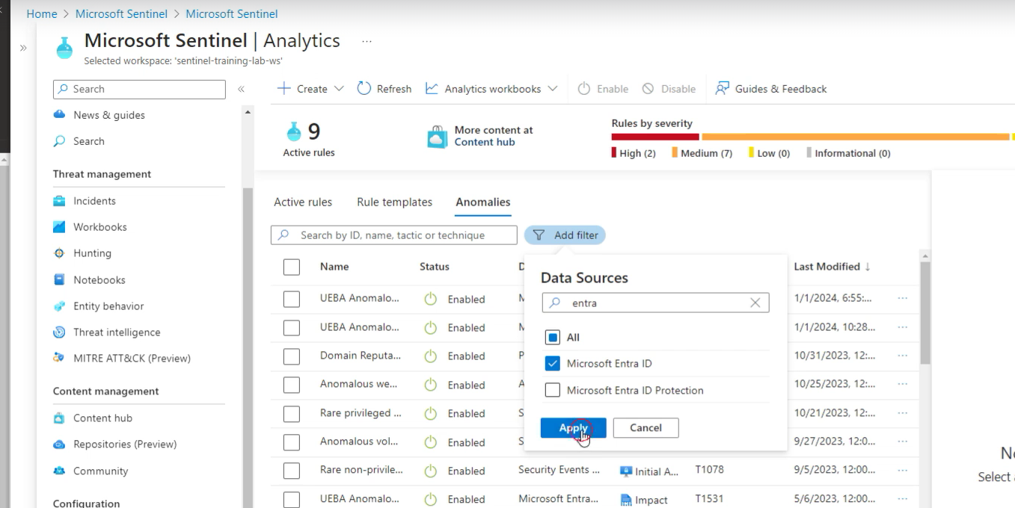 Home > Microsoft Sentinel > Microsoft Sentinel
Microsoft Sentinel | Analytics ...
Selected workspace: 'sentinel-training-lab-ws'
Search
News & guides
Search
Threat management
Incidents
Workbooks
Hunting
Notebooks
Entity behavior
Threat intelligence
MITRE ATT&CK (Preview)
Content management
Content hub
Repositories (Preview)
Community
Configuration
Create Refresh Analytics workbooks Enable Disable Guides & Feedback
9
Active rules
More content at
Content hub
Rules by severity
High (2) Medium (7) Low (0) Informational (0)
Active rules Rule templates Anomalies
Search by ID, name, tactic or technique Add filter
Name Status D Last Modified ↓
UEBA Anomalo... Enabled M 1/1/2024, 6:55:... ...
UEBA Anomalo... Enabled M 1/1/2024, 10:28... ...
Domain Reputa... Enabled P 10/31/2023, 12:... ...
Anomalous we... Enabled A 10/25/2023, 12:... ...
Rare privileged ... Enabled S 9/21/2023, 12:0... ...
Anomalous vol... Enabled S 9/27/2023, 12:0... ...
Rare non-privile... Enabled Security Events ... Initial A... T1078 9/5/2023, 12:00... ...
UEBA Anomalo... Enabled Microsoft Entra... Impact T1531 5/6/2023, 12:00... ...
Data Sources
entra
All
Microsoft Entra ID
Microsoft Entra ID Protection
Apply Cancel
Select a